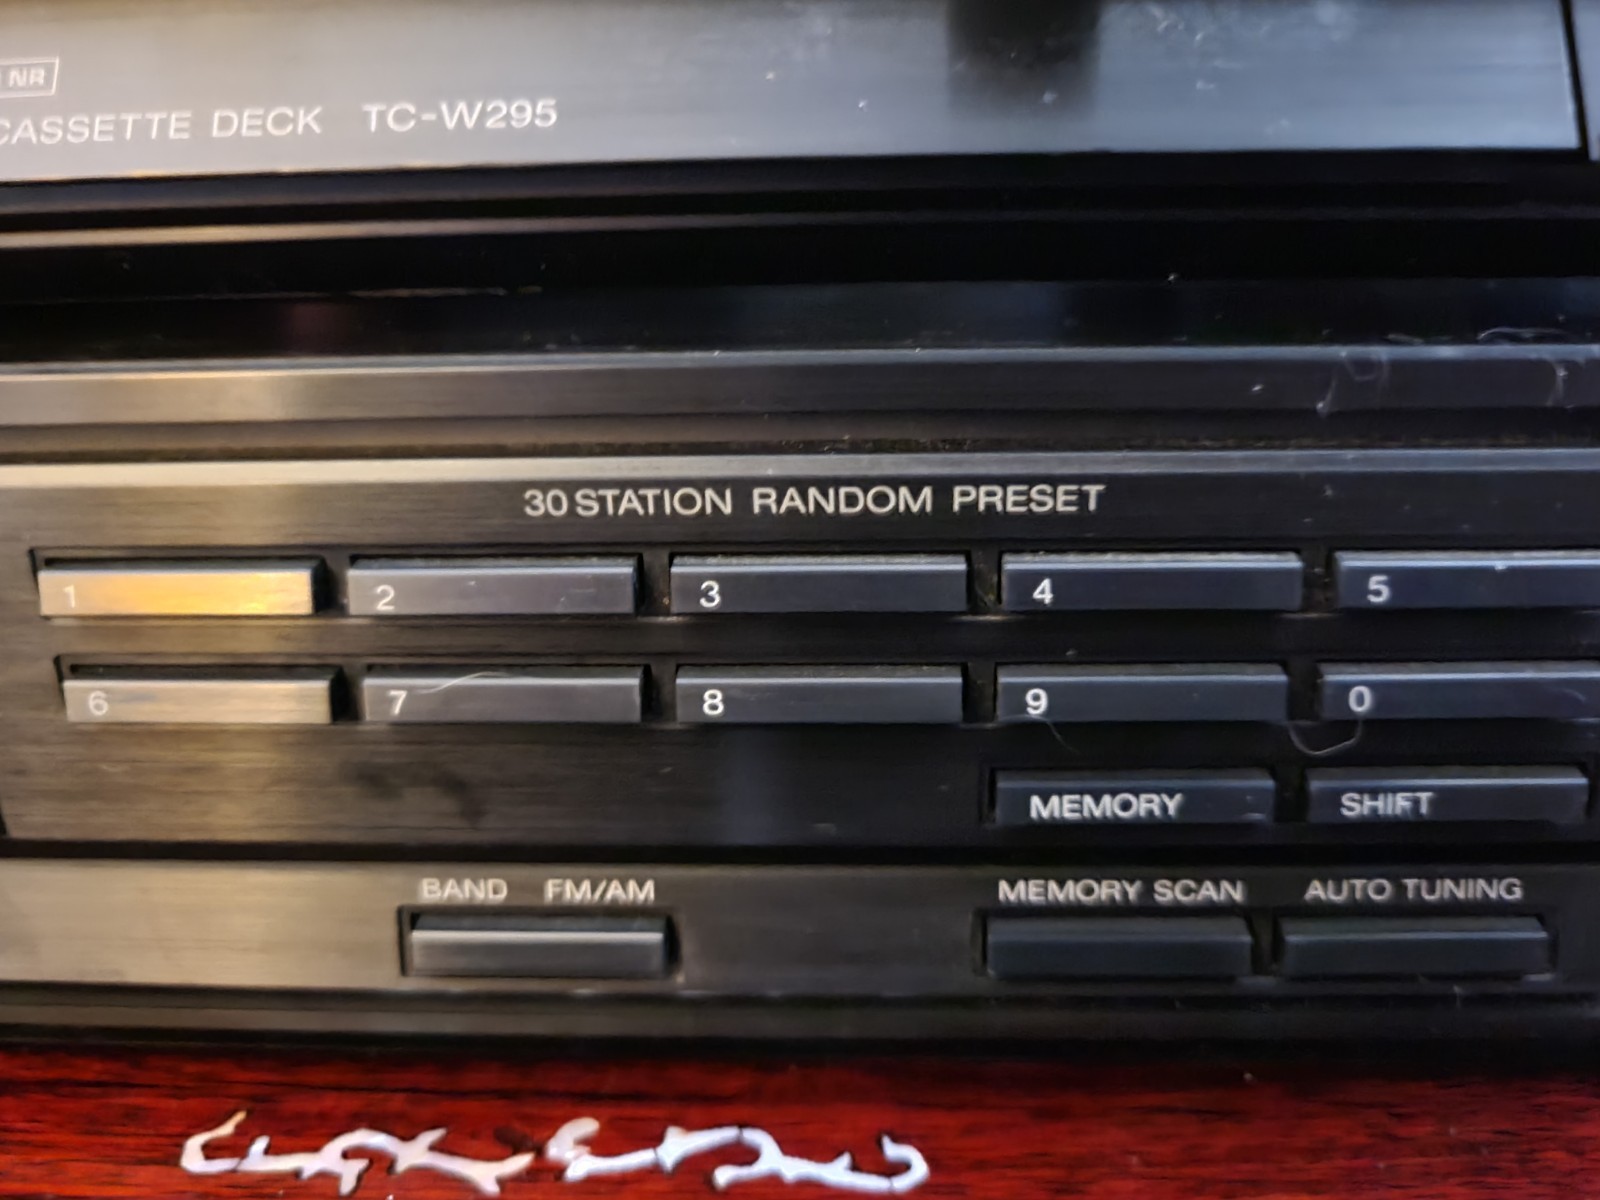 NR
CASSETTE DECK TC-W295
30 STATION RANDOM PRESET
1 2 3 4 5
6 7 8 9 0
MEMORY SHIFT
BAND FM/AM MEMORY SCAN AUTO TUNING